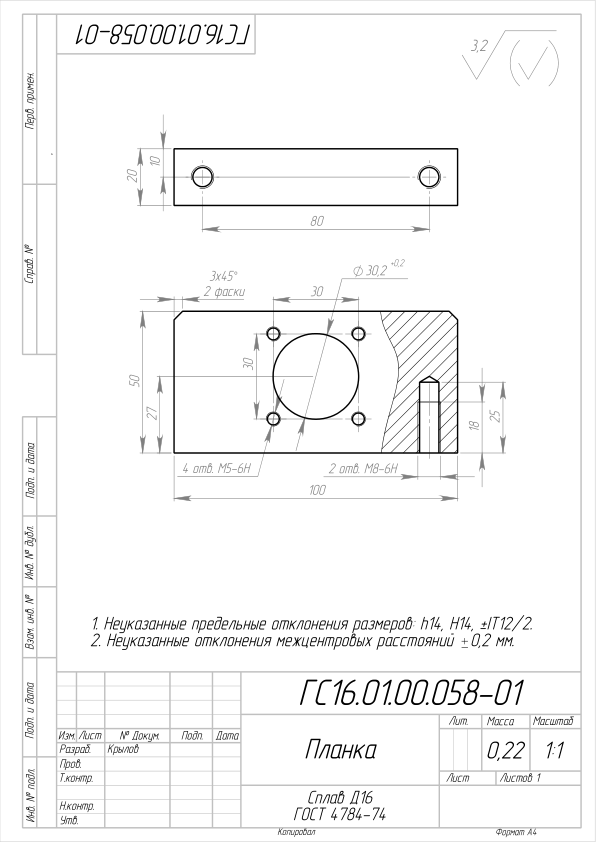 ГС16.01.00.058-01
Перв. примен.
Справ. №
Подп. и дата
Инв. № дубл.
Взам. инв. №
Подп. и дата
Инв. № подл.
3,2
20
10
80
3х45°
2 фаски
30
ϕ 30,2 +0,2
50
27
30
18
25
4 отв. М5-6Н
2 отв. М8-6Н
100
1. Неуказанные предельные отклонения размеров: h14, H14, ±IT12/2.
2. Неуказанные отклонения межцентровых расстояний ±0,2 мм.
ГС16.01.00.058-01
Изм. Лист № Докум. Подп. Дата
Разраб. Крылов
Пров.
Т.контр.
Н.контр.
Утв.
Планка
Лит. Масса Масштаб
0,22 1:1
Лист Листов 1
Сплав Д16
ГОСТ 4784-74
Копировал Формат А4